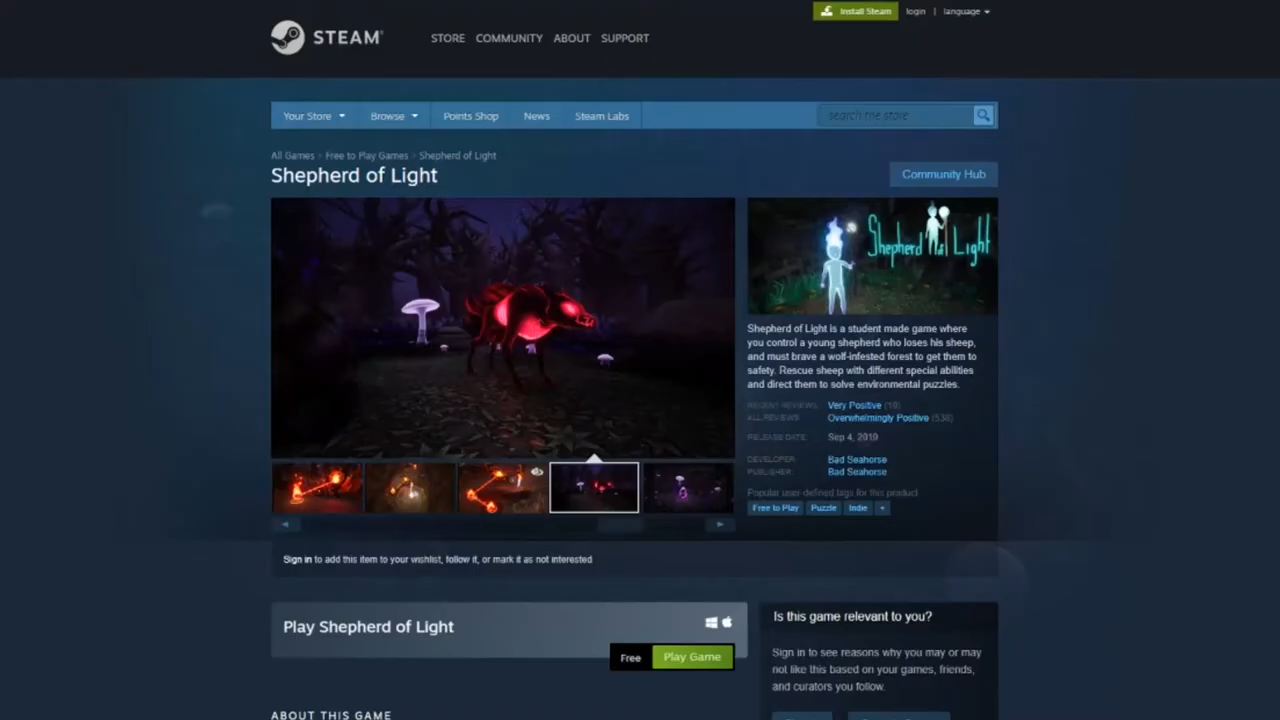 Install Steam
login | language
STEAM
STORE COMMUNITY ABOUT SUPPORT
Your Store Browse Points Shop News Steam Labs
search the store
All Games > Free to Play Games > Shepherd of Light
Shepherd of Light
Community Hub
Shepherd of Light
Shepherd of Light is a student made game where
you control a young shepherd who loses his sheep,
and must brave a wolf-infested forest to get them to
safety. Rescue sheep with different special abilities
and direct them to solve environmental puzzles.
RECENT REVIEWS: Very Positive (19)
ALL REVIEWS: Overwhelmingly Positive (538)
RELEASE DATE: Sep 4, 2019
DEVELOPER: Bad Seahorse
PUBLISHER: Bad Seahorse
Popular user-defined tags for this product
Free to Play Puzzle Indie +
Sign in to add this item to your wishlist, follow it, or mark it as not interested
Play Shepherd of Light
Free Play Game
Is this game relevant to you?
Sign in to see reasons why you may or may
not like this based on your games, friends,
and curators you follow.
ABOUT THIS GAME